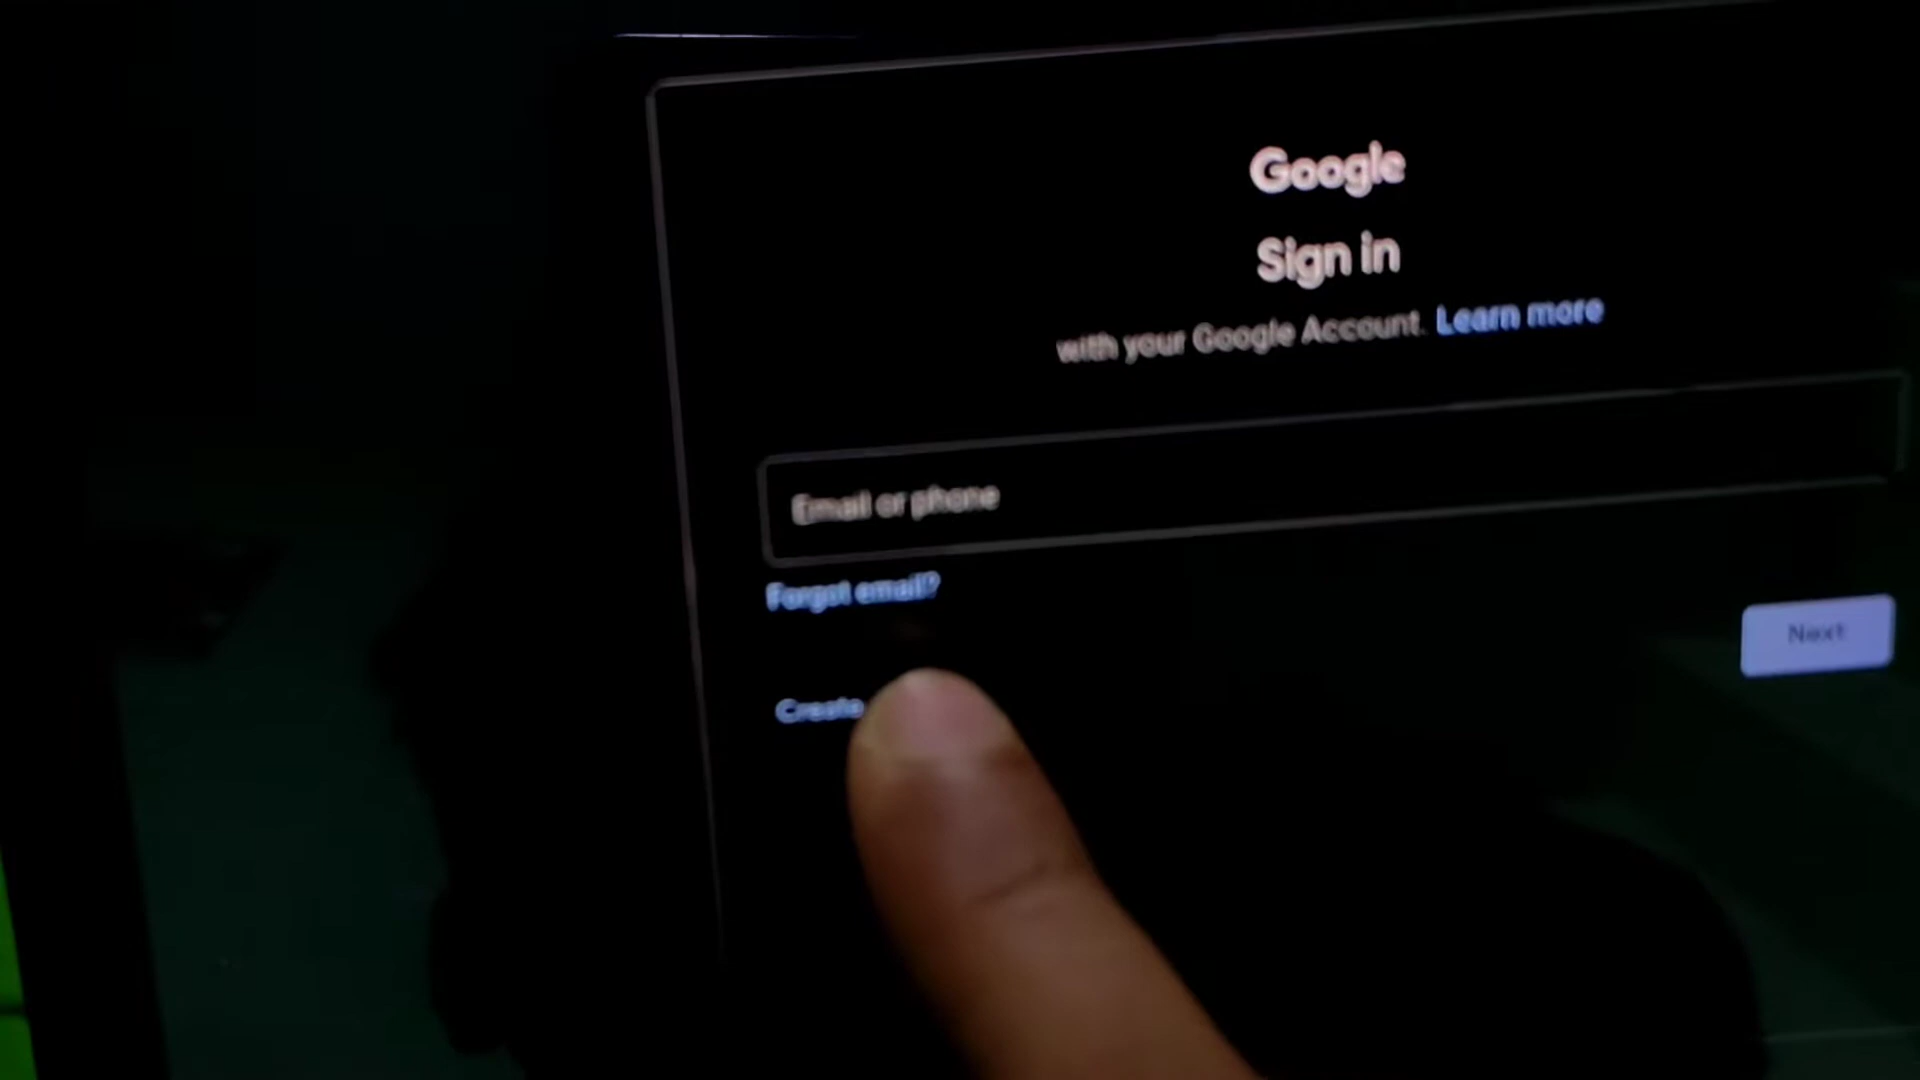 Google
Sign in
with your Google Account. Learn more
Email or phone
Forgot email?
Next
Create